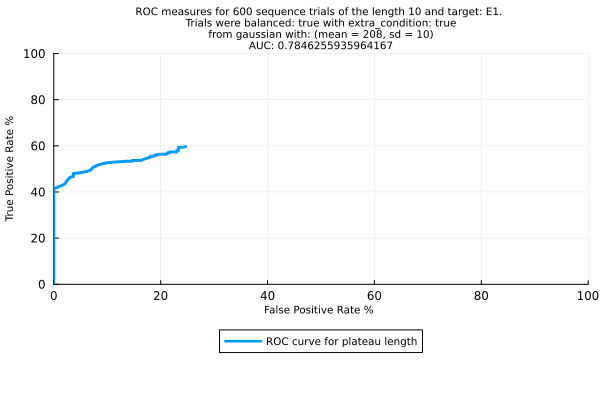 ROC measures for 600 sequence trials of the length 10 and target: E1.
Trials were balanced: true with extra_condition: true
from gaussian with: (mean = 208, sd = 10)
AUC: 0.7846255935964167
100
80
60
40
20
0
True Positive Rate %
0 20 40 60 80 100
False Positive Rate %
ROC curve for plateau length